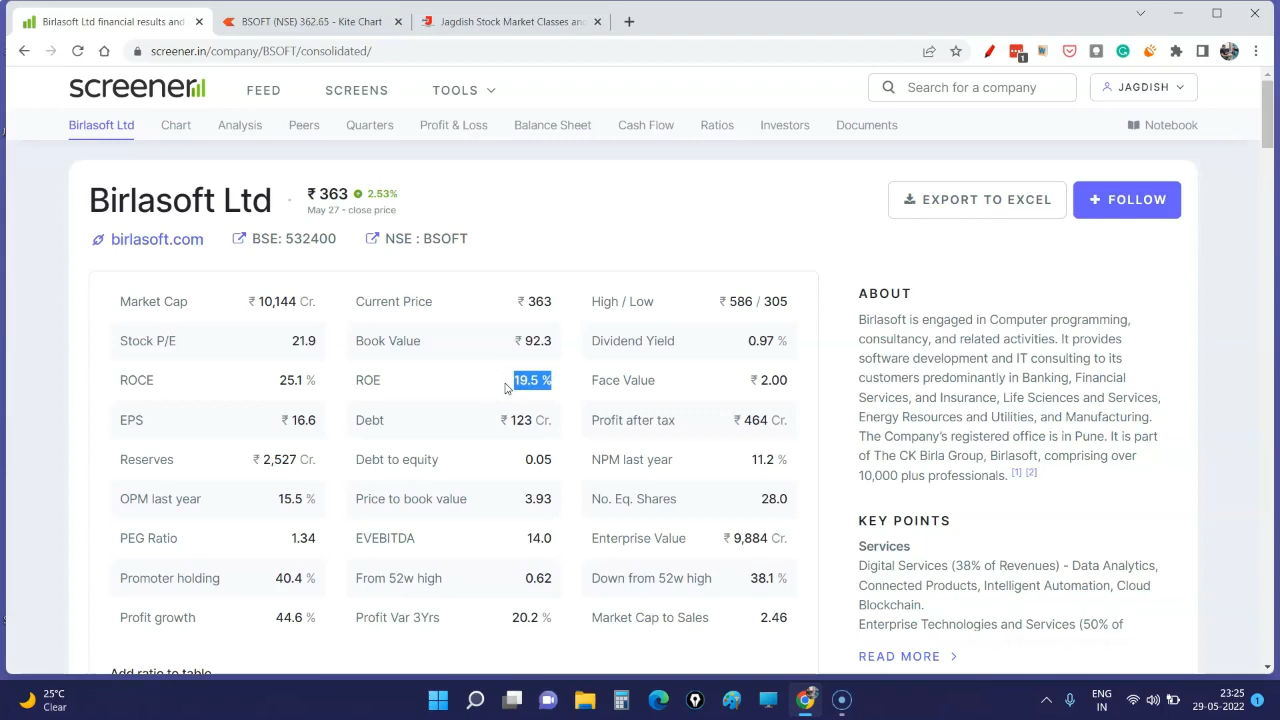 Birlasoft Ltd financial results and
BSOFT (NSE) 362.65 - Kite Chart
Jagdish Stock Market Classes and
screener.in/company/BSOFT/consolidated/
1
screener
FEED
SCREENS
TOOLS
Search for a company
JAGDISH
Birlasoft Ltd
Chart
Analysis
Peers
Quarters
Profit & Loss
Balance Sheet
Cash Flow
Ratios
Investors
Documents
Notebook
Birlasoft Ltd
₹ 363 2.53%
May 27 - close price
EXPORT TO EXCEL
+ FOLLOW
birlasoft.com
BSE: 532400
NSE : BSOFT
Market Cap ₹ 10,144 Cr.
Current Price ₹ 363
High / Low ₹ 586 / 305
Stock P/E 21.9
Book Value ₹ 92.3
Dividend Yield 0.97 %
ROCE 25.1 %
ROE 19.5 %
Face Value ₹ 2.00
EPS ₹ 16.6
Debt ₹ 123 Cr.
Profit after tax ₹ 464 Cr.
Reserves ₹ 2,527 Cr.
Debt to equity 0.05
NPM last year 11.2 %
OPM last year 15.5 %
Price to book value 3.93
No. Eq. Shares 28.0
PEG Ratio 1.34
EVEBITDA 14.0
Enterprise Value ₹ 9,884 Cr.
Promoter holding 40.4 %
From 52w high 0.62
Down from 52w high 38.1 %
Profit growth 44.6 %
Profit Var 3Yrs 20.2 %
Market Cap to Sales 2.46
Add ratio to table
ABOUT
Birlasoft is engaged in Computer programming,
consultancy, and related activities. It provides
software development and IT consulting to its
customers predominantly in Banking, Financial
Services, and Insurance, Life Sciences and Services,
Energy Resources and Utilities, and Manufacturing.
The Company's registered office is in Pune. It is part
of The CK Birla Group, Birlasoft, comprising over
10,000 plus professionals. [1] [2]
KEY POINTS
Services
Digital Services (38% of Revenues) - Data Analytics,
Connected Products, Intelligent Automation, Cloud
Blockchain.
Enterprise Technologies and Services (50% of
READ MORE
25°C
Clear
ENG
IN
23:25
29-05-2022
1